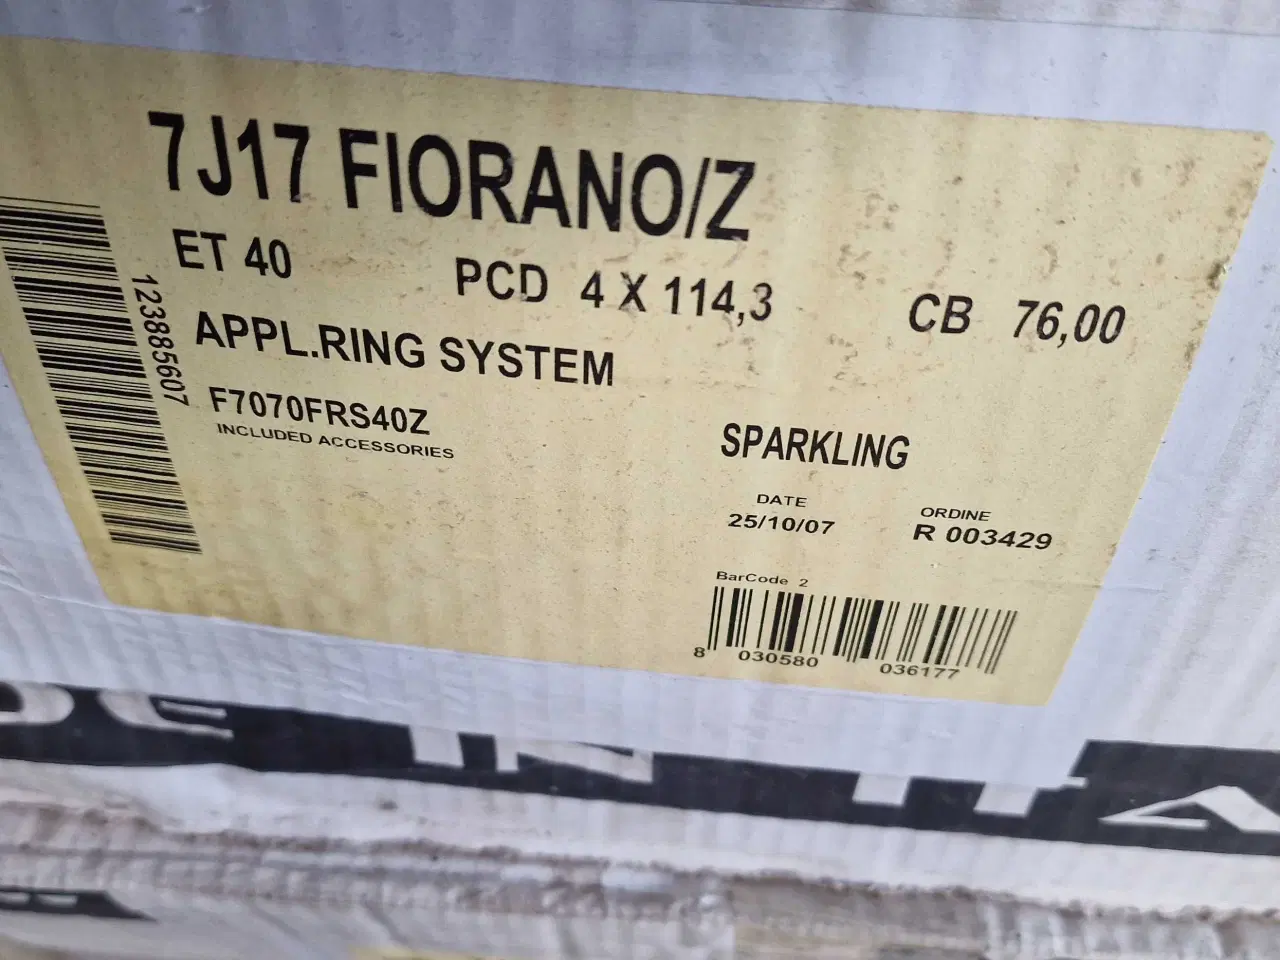 7J17 FIORANO/Z
ET 40 PCD 4 X 114,3 CB 76,00
APPL.RING SYSTEM
F7070FRS40Z
INCLUDED ACCESSORIES
123885607
SPARKLING
DATE ORDINE
25/10/07 R 003429
BarCode 2
8 030580 036177